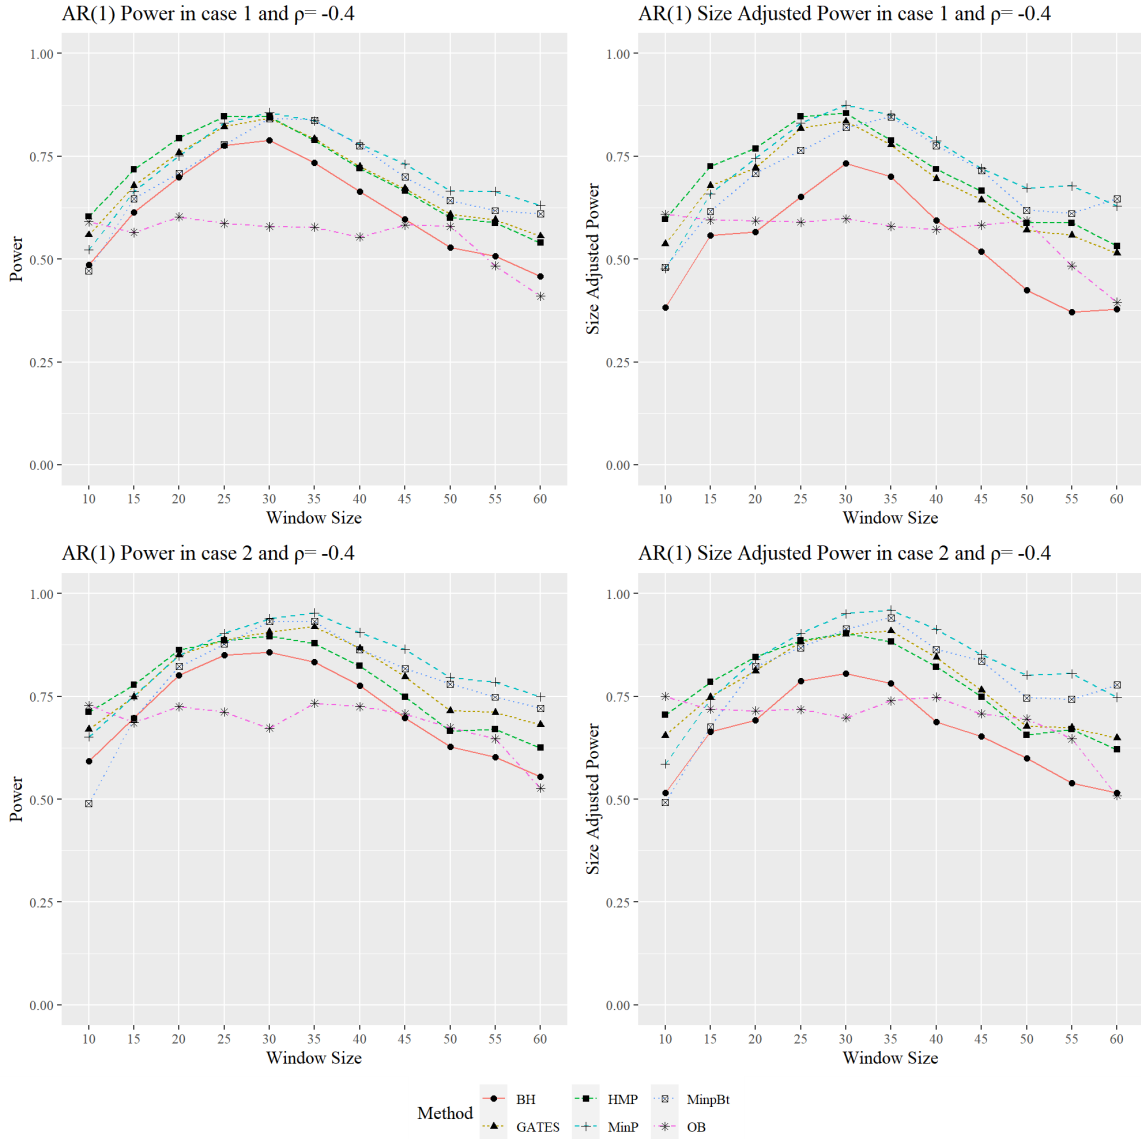 AR(1) Power in case 1 and ρ= -0.4
1.00
0.75
0.50
0.25
0.00
Power
10 15 20 25 30 35 40 45 50 55 60
Window Size
AR(1) Size Adjusted Power in case 1 and ρ= -0.4
1.00
0.75
0.50
0.25
0.00
Size Adjusted Power
10 15 20 25 30 35 40 45 50 55 60
Window Size
AR(1) Power in case 2 and ρ= -0.4
1.00
0.75
0.50
0.25
0.00
Power
10 15 20 25 30 35 40 45 50 55 60
Window Size
AR(1) Size Adjusted Power in case 2 and ρ= -0.4
1.00
0.75
0.50
0.25
0.00
Size Adjusted Power
10 15 20 25 30 35 40 45 50 55 60
Window Size
Method
BH HMP MinpBt
GATES MinP OB